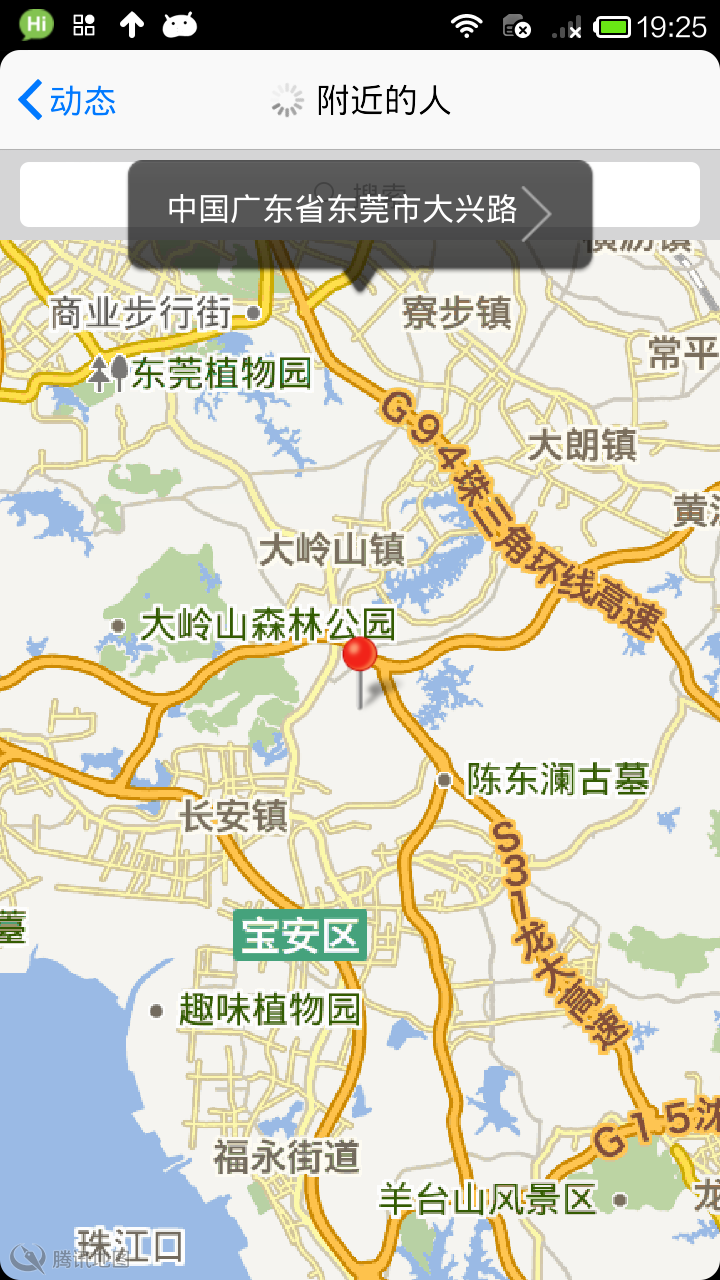 Hi
19:25
动态
附近的人
搜索
中国广东省东莞市大兴路
商业步行街
寮步镇
常平
东莞植物园
G94珠三角环线高速
大朗镇
大岭山镇
大岭山森林公园
陈东澜古墓
长安镇
S31龙大高速
墓
宝安区
趣味植物园
福永街道
G15沈
羊台山风景区
龙
珠江口
腾讯地图